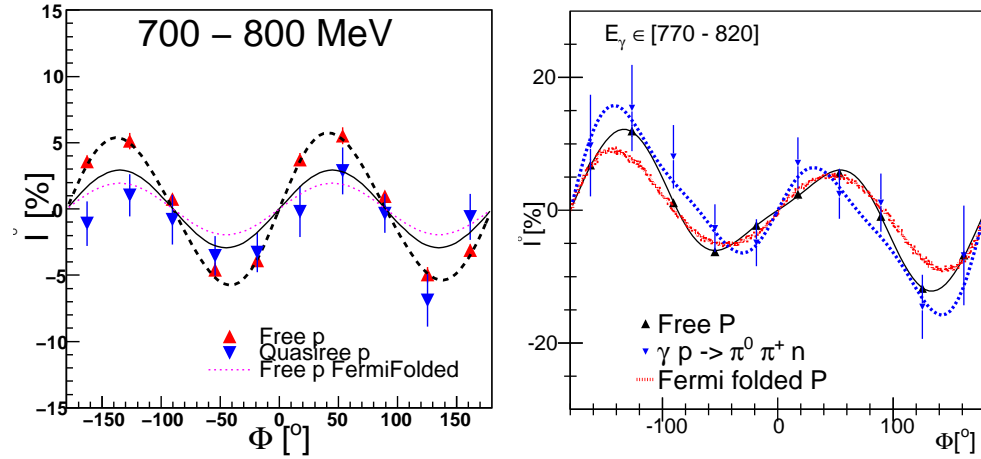 700 – 800 MeV
I° [%]
15
10
5
0
−5
−10
−15
Free p
Quasiree p
Free p FermiFolded
−150 −100 −50 0 50 100 150
Φ [°]
E_γ ∈ [770 - 820]
I° [%]
20
0
-20
Free P
γ p -> π⁰ π⁺ n
Fermi folded P
-100 0 100
Φ[°]